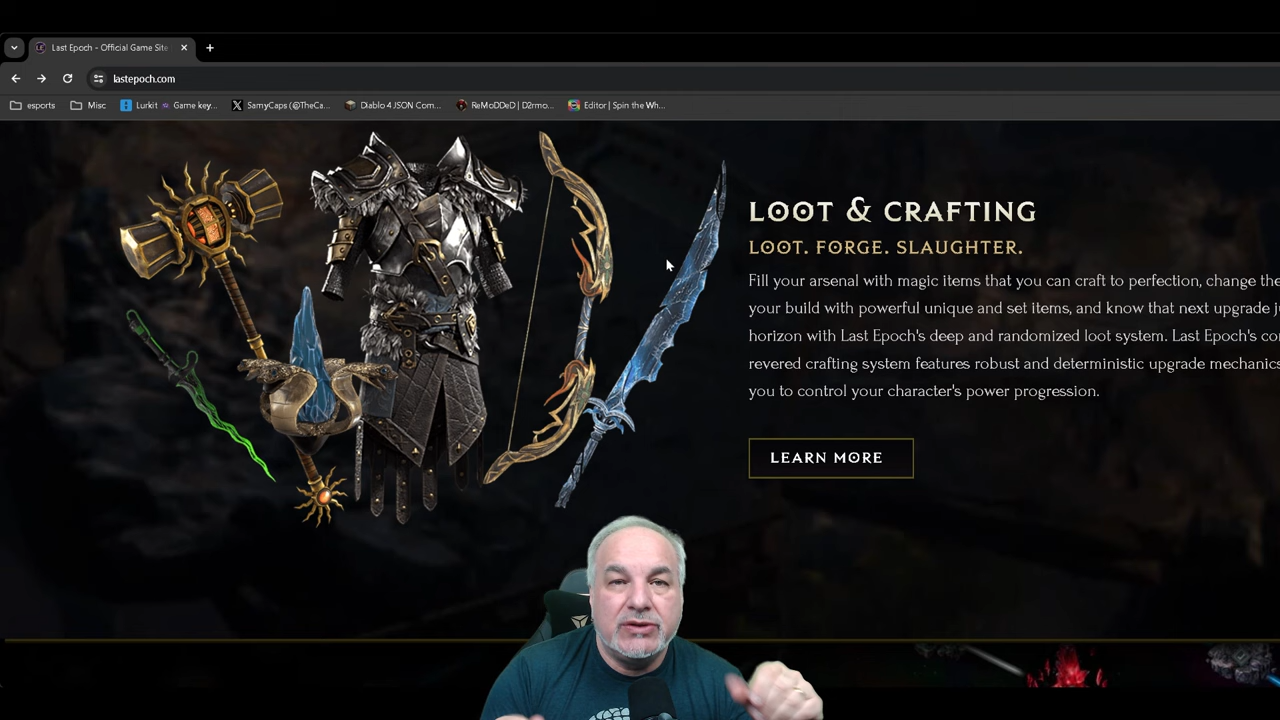 Last Epoch - Official Game Site
lastepoch.com
esports
Misc
Lurkit
Game key...
SamyCaps (@TheCa...
Diablo 4 JSON Com...
ReMoDDeD | D2rmo...
Editor | Spin the Wh...
LOOT & CRAFTING
LOOT. FORGE. SLAUGHTER.
Fill your arsenal with magic items that you can craft to perfection, change the
your build with powerful unique and set items, and know that next upgrade j
horizon with Last Epoch's deep and randomized loot system. Last Epoch's co
revered crafting system features robust and deterministic upgrade mechanics
you to control your character's power progression.
LEARN MORE